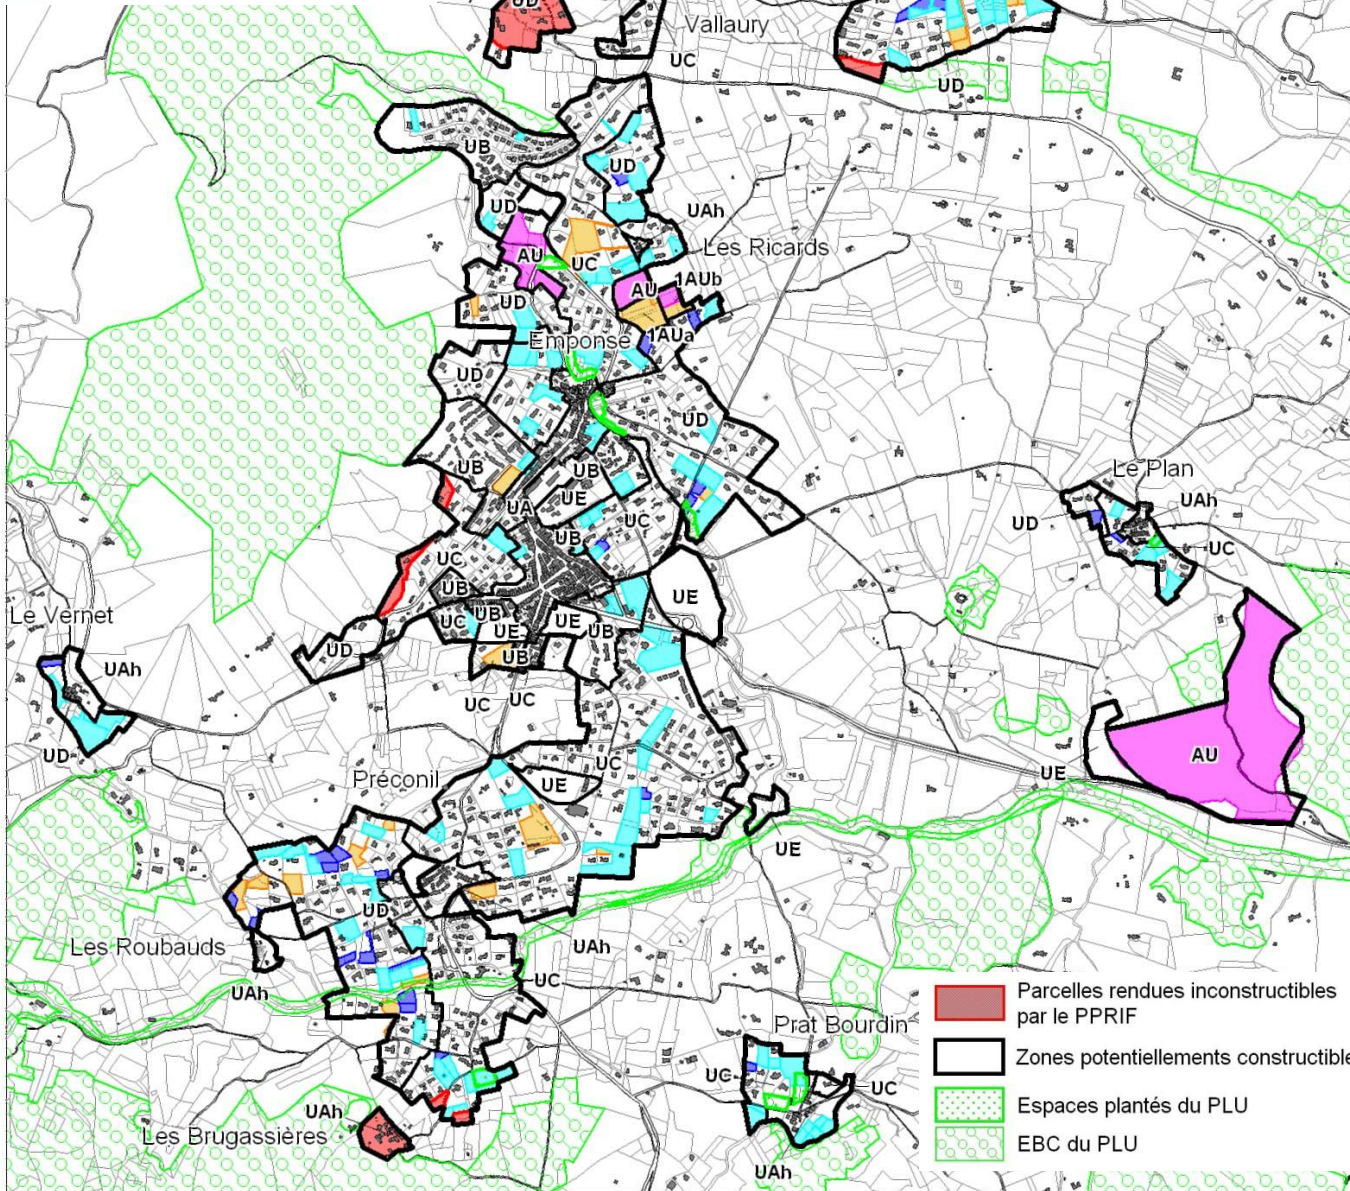 UD
Vallaury
UC
UD
UB
UD
UD
UAh
Les Ricards
AU
UC
AU
1AUb
UD
1AUa
Emponse
UD
UD
UB
UB
UE
UA
UC
UB
Le Plan
UAh
UD
UC
UC
UB
UE
Le Vernet
UC
UB
UE
UE
UB
UD
UB
UAh
UC
UC
UD
AU
UC
UE
Préconil
UE
UE
UD
Les Roubauds
UAh
UC
UAh
Prat Bourdin
UC
UC
UAh
Les Brugassières
UAh
Parcelles rendues inconstructibles
par le PPRIF
Zones potentiellements constructible
Espaces plantés du PLU
EBC du PLU